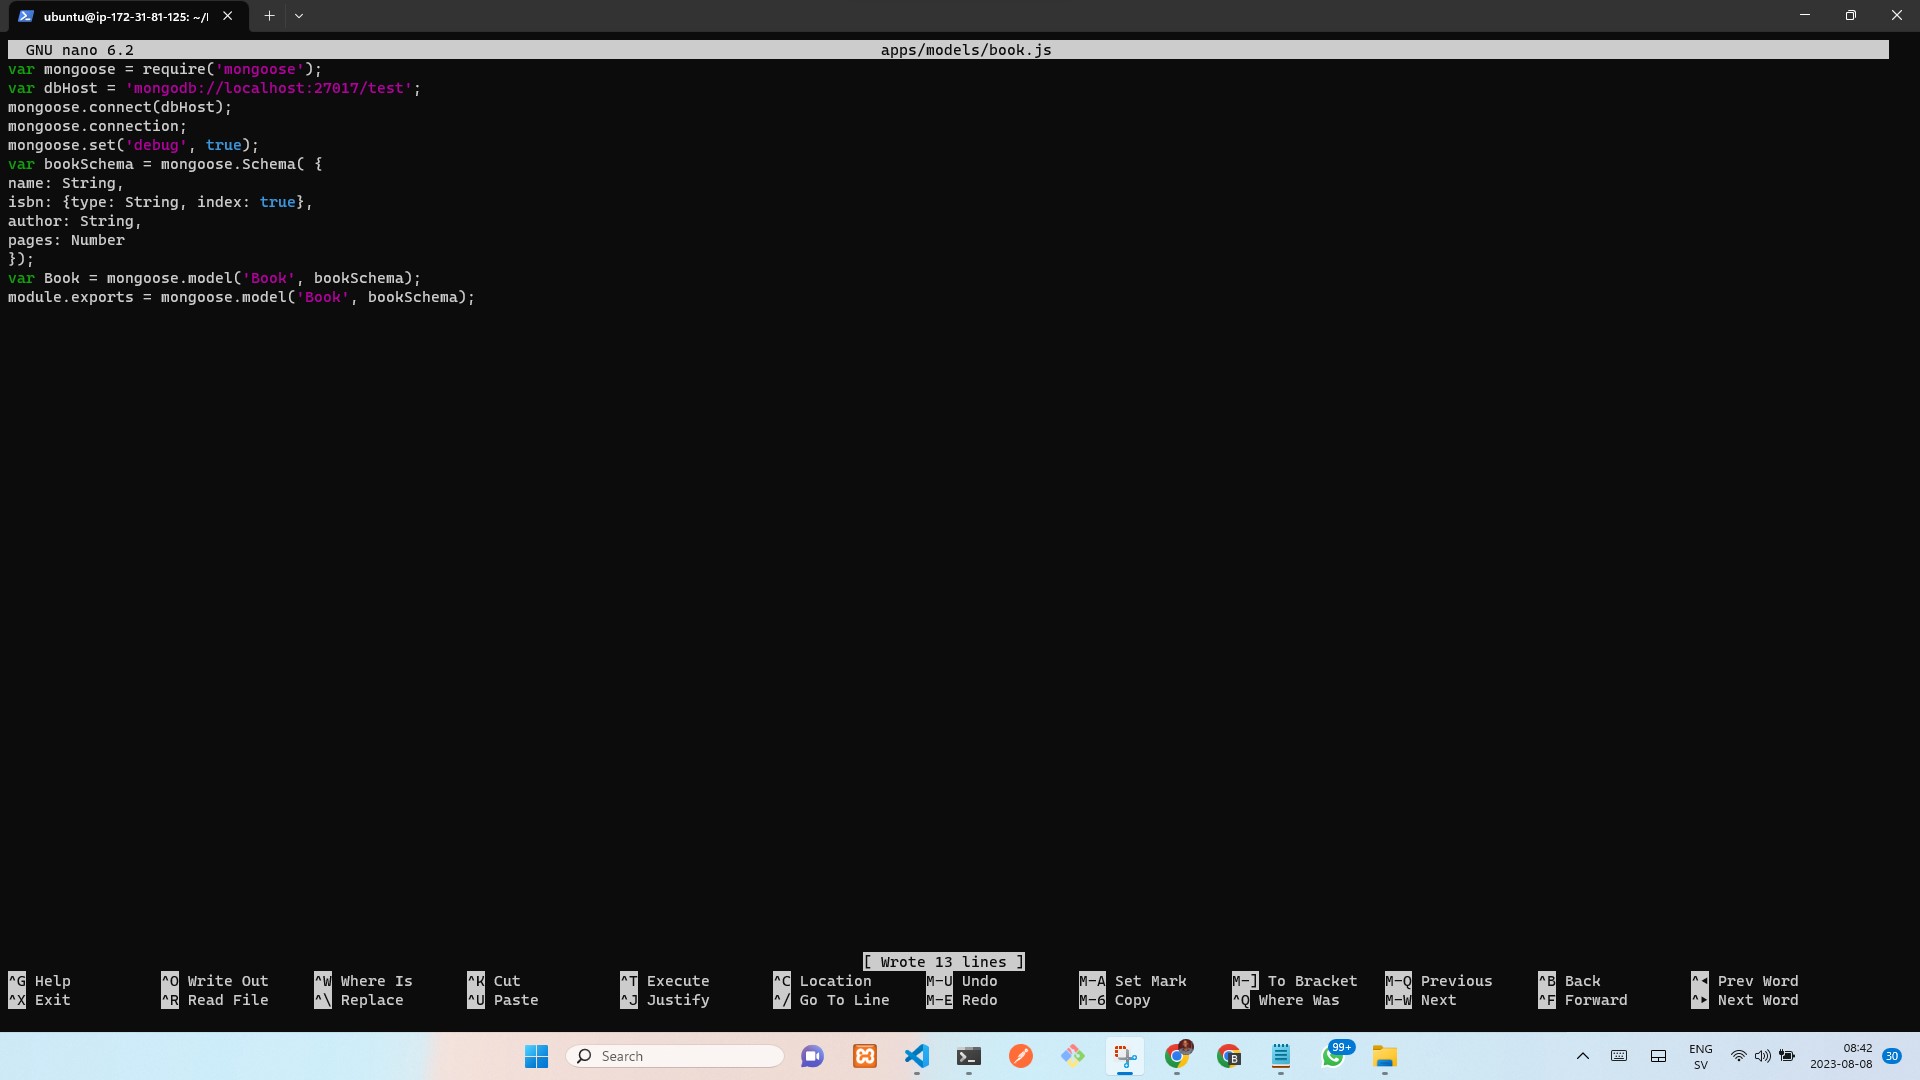 ubuntu@ip-172-31-81-125: ~/
GNU nano 6.2 apps/models/book.js
var mongoose = require('mongoose');
var dbHost = 'mongodb://localhost:27017/test';
mongoose.connect(dbHost);
mongoose.connection;
mongoose.set('debug', true);
var bookSchema = mongoose.Schema( {
name: String,
isbn: {type: String, index: true},
author: String,
pages: Number
});
var Book = mongoose.model('Book', bookSchema);
module.exports = mongoose.model('Book', bookSchema);
[ Wrote 13 lines ]
^G Help ^O Write Out ^W Where Is ^K Cut ^T Execute ^C Location M-U Undo M-A Set Mark M-] To Bracket M-Q Previous ^B Back ^◂ Prev Word
^X Exit ^R Read File ^\ Replace ^U Paste ^J Justify ^/ Go To Line M-E Redo M-6 Copy ^Q Where Was M-W Next ^F Forward ^▸ Next Word
Search
B
99+
ENG
SV
08:42
2023-08-08
30